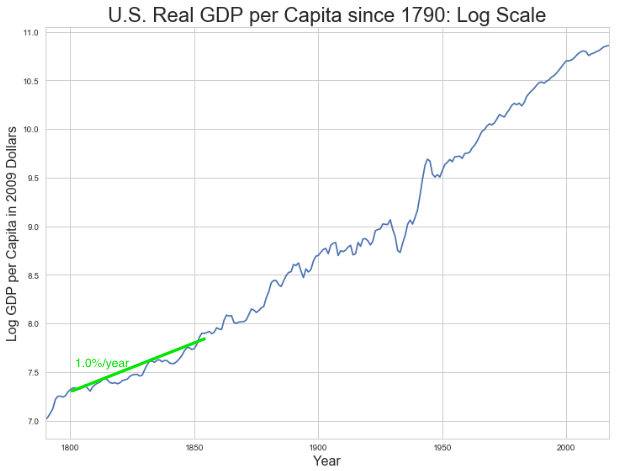 U.S. Real GDP per Capita since 1790: Log Scale
Log GDP per Capita in 2009 Dollars
11.0
10.5
10.0
9.5
9.0
8.5
8.0
7.5
7.0
1.0%/year
1800 1850 1900 1950 2000
Year